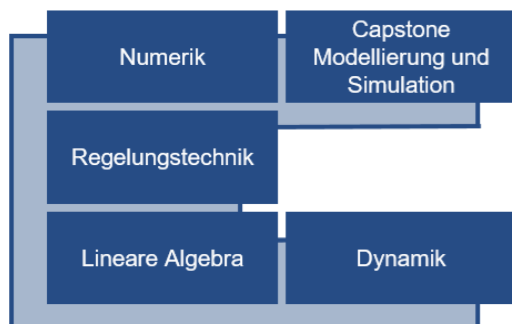 Numerik
Capstone
Modellierung und
Simulation
Regelungstechnik
Lineare Algebra
Dynamik